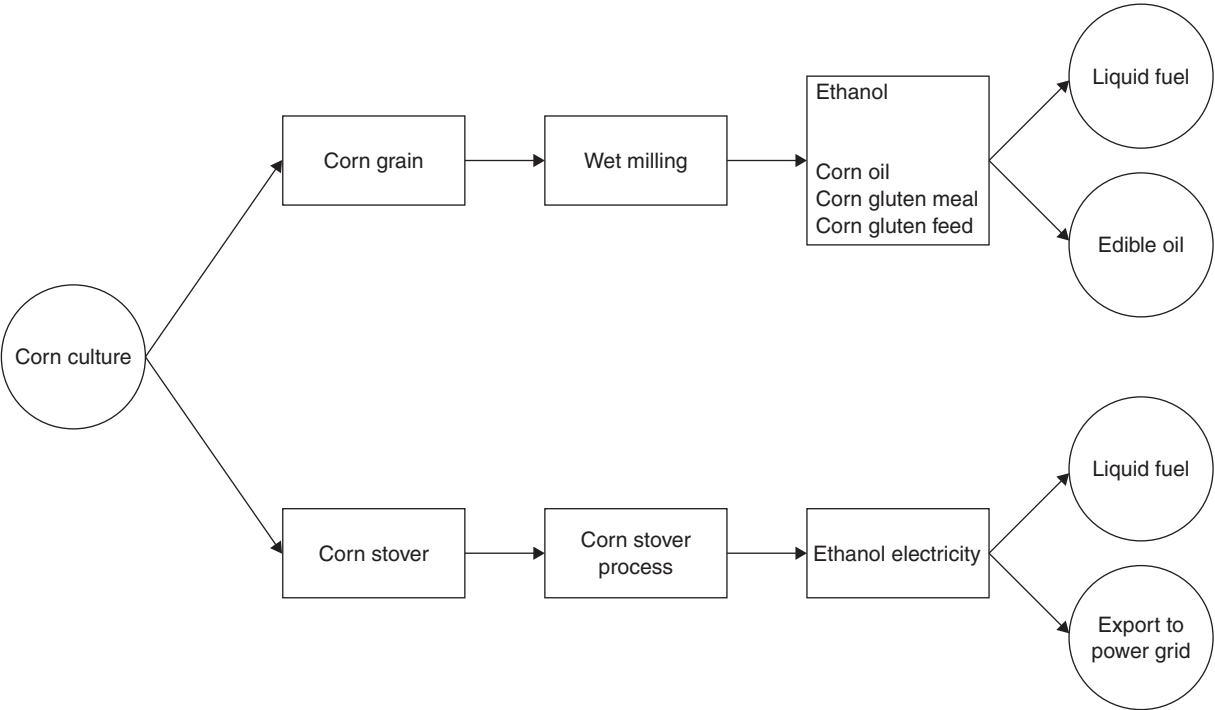 Corn culture
Corn grain
Wet milling
Ethanol
Corn oil
Corn gluten meal
Corn gluten feed
Liquid fuel
Edible oil
Corn stover
Corn stover
process
Ethanol electricity
Liquid fuel
Export to
power grid